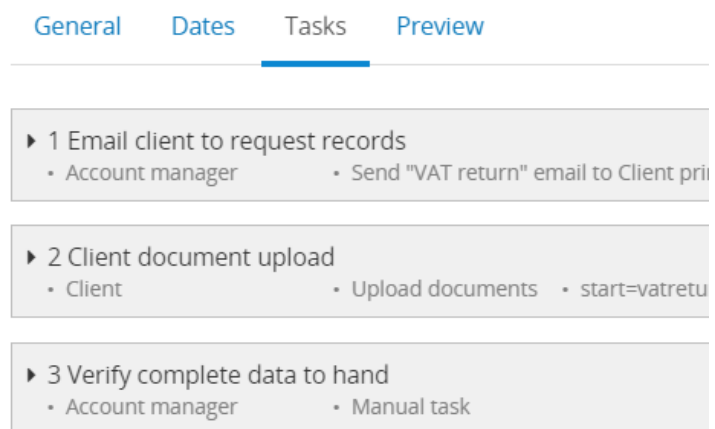 General Dates Tasks Preview
1 Email client to request records
• Account manager • Send "VAT return" email to Client
2 Client document upload
• Client • Upload documents •
3 Verify complete data to hand
• Account manager • Manual task